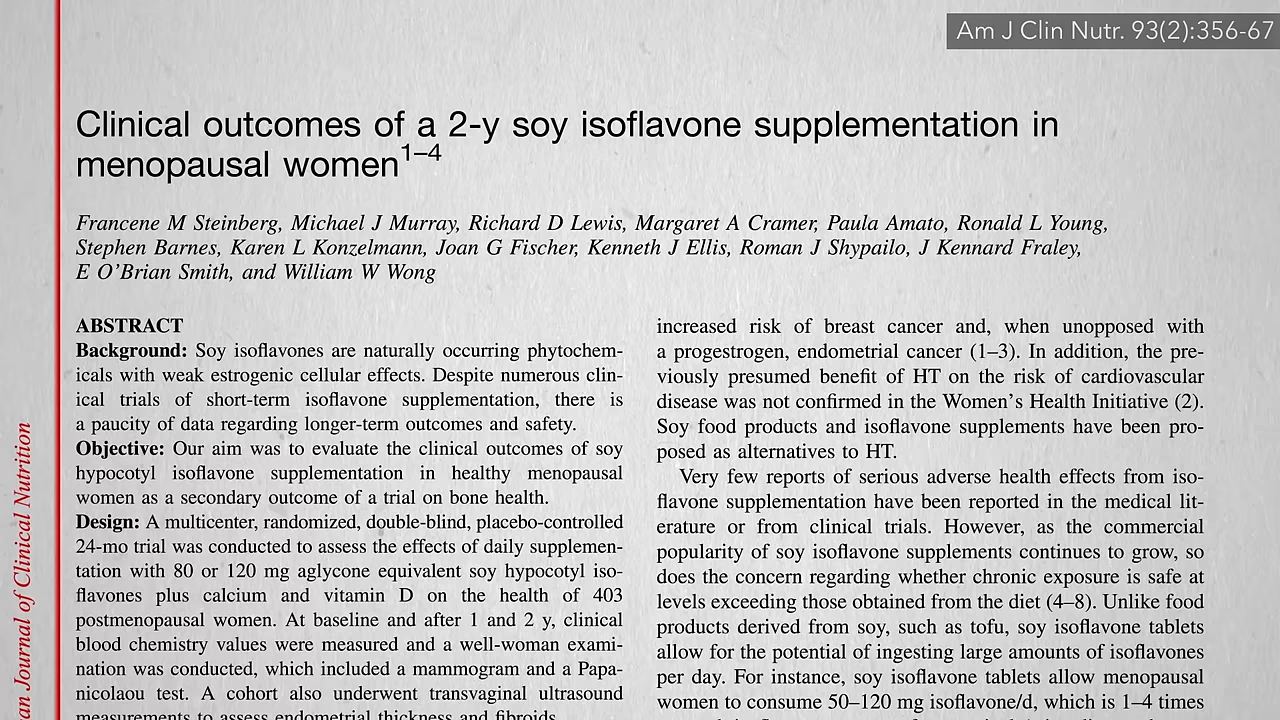 Am J Clin Nutr. 93(2):356-67
Clinical outcomes of a 2-y soy isoflavone supplementation in
menopausal women1–4
Francene M Steinberg, Michael J Murray, Richard D Lewis, Margaret A Cramer, Paula Amato, Ronald L Young,
Stephen Barnes, Karen L Konzelmann, Joan G Fischer, Kenneth J Ellis, Roman J Shypailo, J Kennard Fraley,
E O'Brian Smith, and William W Wong
ABSTRACT
Background: Soy isoflavones are naturally occurring phytochem-
icals with weak estrogenic cellular effects. Despite numerous clin-
ical trials of short-term isoflavone supplementation, there is
a paucity of data regarding longer-term outcomes and safety.
Objective: Our aim was to evaluate the clinical outcomes of soy
hypocotyl isoflavone supplementation in healthy menopausal
women as a secondary outcome of a trial on bone health.
Design: A multicenter, randomized, double-blind, placebo-controlled
24-mo trial was conducted to assess the effects of daily supplemen-
tation with 80 or 120 mg aglycone equivalent soy hypocotyl iso-
flavones plus calcium and vitamin D on the health of 403
postmenopausal women. At baseline and after 1 and 2 y, clinical
blood chemistry values were measured and a well-woman exami-
nation was conducted, which included a mammogram and a Papa-
nicolaou test. A cohort also underwent transvaginal ultrasound
measurements to assess endometrial thickness and fibroids.
increased risk of breast cancer and, when unopposed with
a progestrogen, endometrial cancer (1–3). In addition, the pre-
viously presumed benefit of HT on the risk of cardiovascular
disease was not confirmed in the Women's Health Initiative (2).
Soy food products and isoflavone supplements have been pro-
posed as alternatives to HT.
Very few reports of serious adverse health effects from iso-
flavone supplementation have been reported in the medical lit-
erature or from clinical trials. However, as the commercial
popularity of soy isoflavone supplements continues to grow, so
does the concern regarding whether chronic exposure is safe at
levels exceeding those obtained from the diet (4–8). Unlike food
products derived from soy, such as tofu, soy isoflavone tablets
allow for the potential of ingesting large amounts of isoflavones
per day. For instance, soy isoflavone tablets allow menopausal
women to consume 50–120 mg isoflavone/d, which is 1–4 times
an Journal of Clinical Nutrition